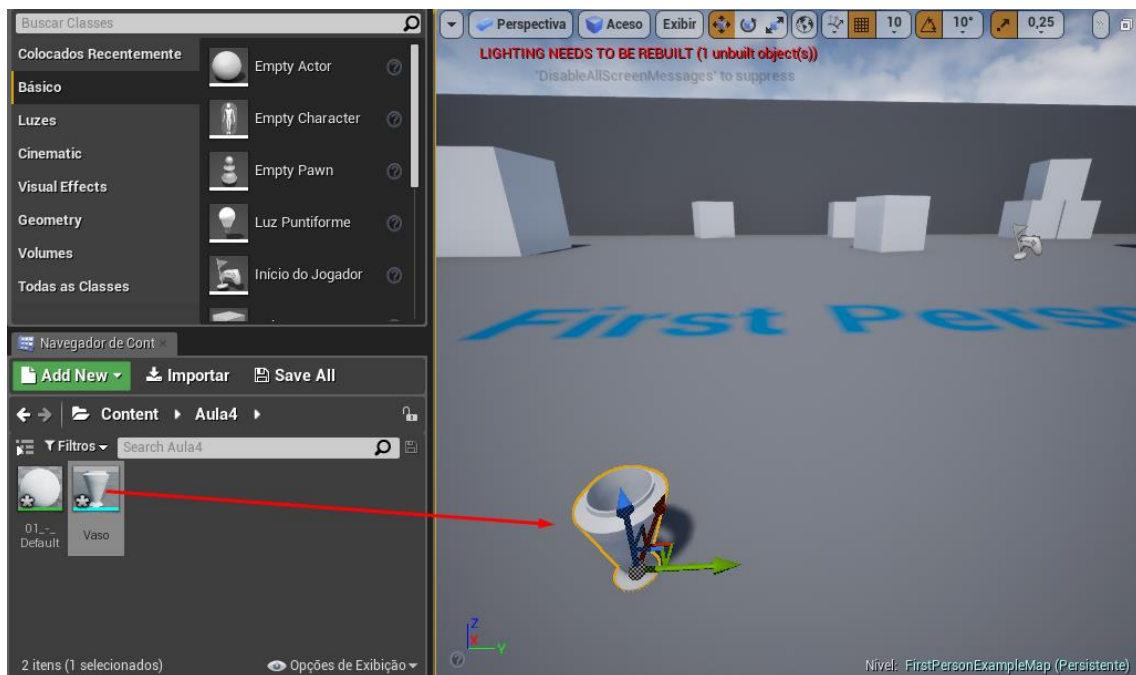 Buscar Classes
Colocados Recentemente
Básico
Luzes
Cinematic
Visual Effects
Geometry
Volumes
Todas as Classes
Empty Actor
Empty Character
Empty Pawn
Luz Puntiforme
Início do Jogador
Navegador de Cont
Add New
Importar
Save All
Content
Aula4
Filtros
Search Aula4
01_-_
Default
Vaso
2 itens (1 selecionados)
Opções de Exibição
Perspectiva
Aceso
Exibir
10
10°
0,25
LIGHTING NEEDS TO BE REBUILT (1 unbuilt object(s))
'DisableAllScreenMessages' to suppress
First Perso
Z
X
Y
Nível: FirstPersonExampleMap (Persistente)